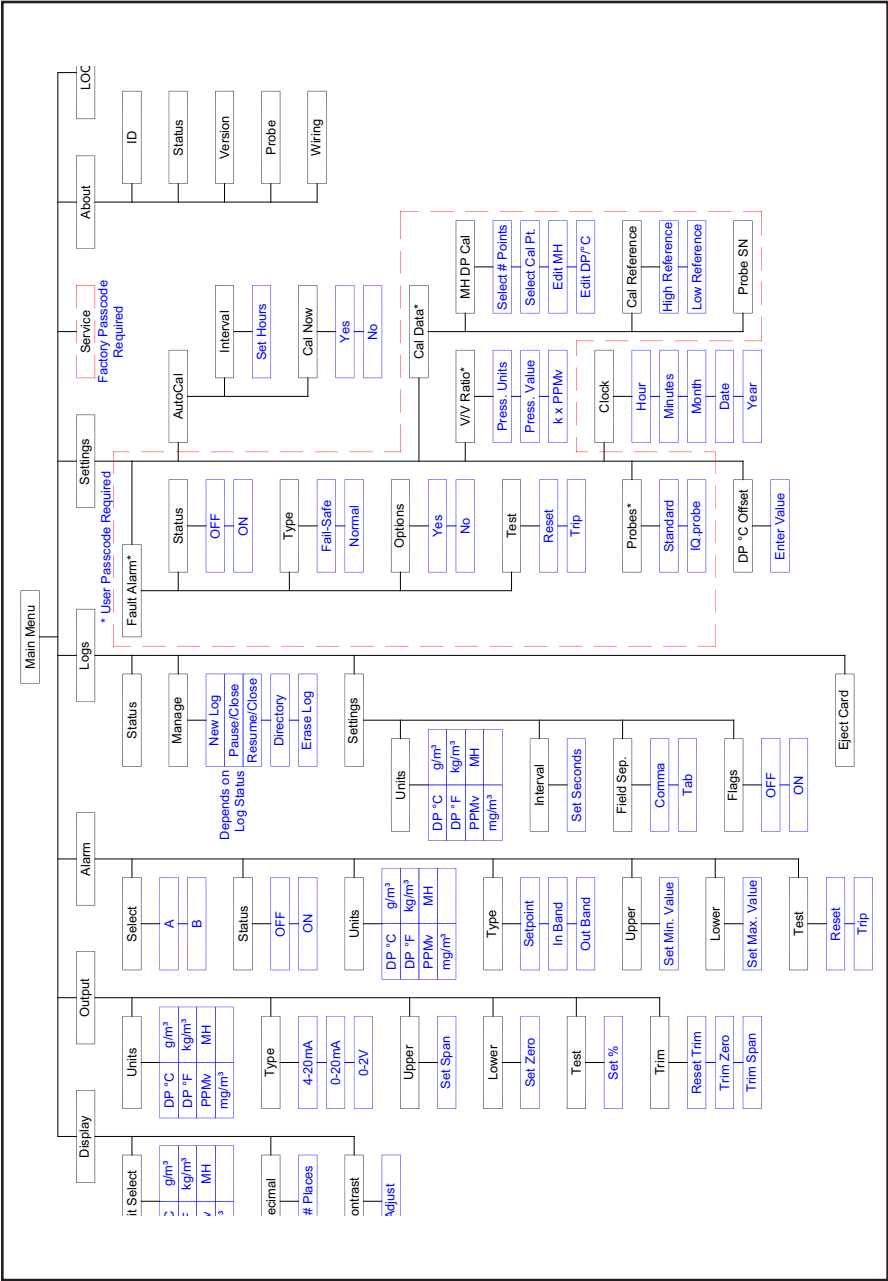 Main Menu
Display
Output
Alarm
Logs
Settings
Service
About
LOC
it Select
C
g/m³
F
kg/m³
v
MH
³
ecimal
# Places
ontrast
Adjust
Units
DP °C
g/m³
DP °F
kg/m³
PPMv
MH
mg/m³
Type
4-20mA
0-20mA
0-2V
Upper
Set Span
Lower
Set Zero
Test
Set %
Trim
Reset Trim
Trim Zero
Trim Span
Select
A
B
Status
OFF
ON
Units
DP °C
g/m³
DP °F
kg/m³
PPMv
MH
mg/m³
Type
Setpoint
In Band
Out Band
Upper
Set Min. Value
Lower
Set Max. Value
Test
Reset
Trip
Status
Manage
Depends on
Log Status
New Log
Pause/Close
Resume/Close
Directory
Erase Log
Settings
Units
DP °C
g/m³
DP °F
kg/m³
PPMv
MH
mg/m³
Interval
Set Seconds
Field Sep.
Comma
Tab
Flags
OFF
ON
Eject Card
* User Passcode Required
Fault Alarm*
Status
OFF
ON
Type
Fail-Safe
Normal
Options
Yes
No
Test
Reset
Trip
Probes*
Standard
IQ.probe
DP °C Offset
Enter Value
Factory Passcode
Required
AutoCal
Interval
Set Hours
Cal Now
Yes
No
Cal Data*
MH DP Cal
Select # Points
Select Cal Pt.
Edit MH
Edit DP/°C
Cal Reference
High Reference
Low Reference
Probe SN
V/V Ratio*
Press. Units
Press. Value
k x PPMv
Clock
Hour
Minutes
Month
Date
Year
ID
Status
Version
Probe
Wiring